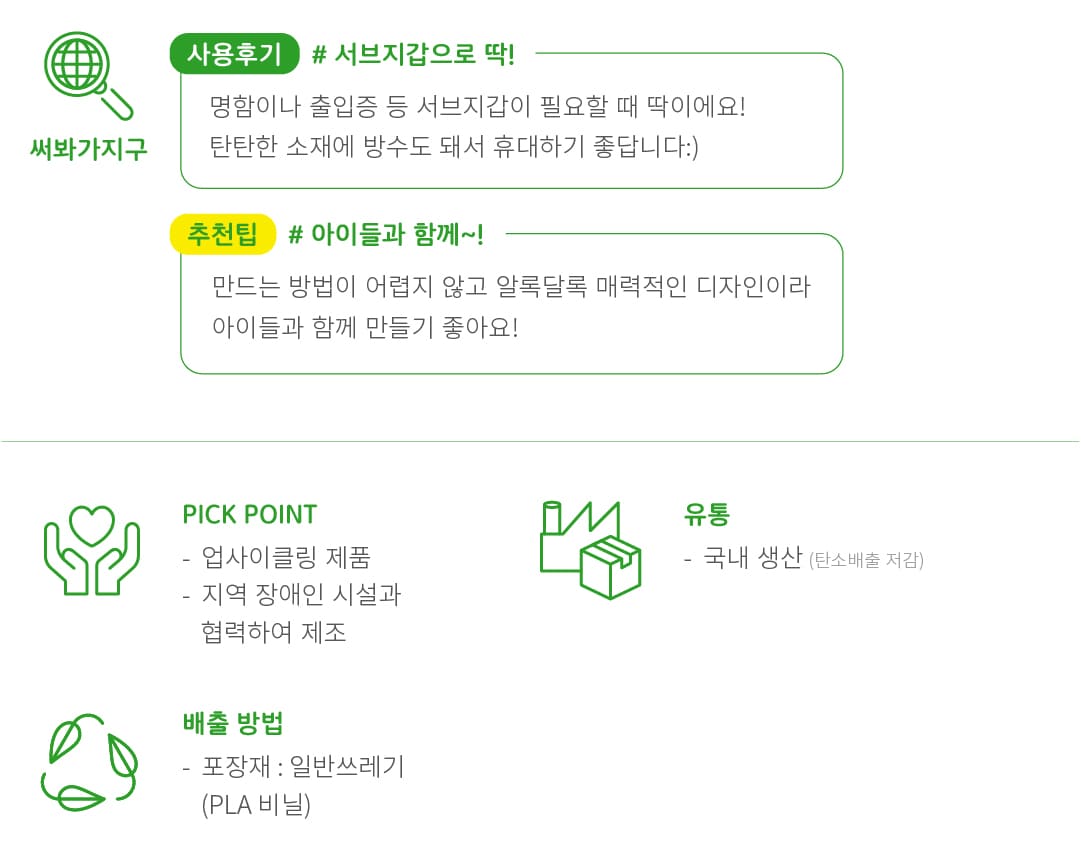 써봐가지구
사용후기 # 서브지갑으로 딱!
명함이나 출입증 등 서브지갑이 필요할 때 딱이에요!
탄탄한 소재에 방수도 돼서 휴대하기 좋답니다:)
추천팁 # 아이들과 함께~!
만드는 방법이 어렵지 않고 알록달록 매력적인 디자인이라
아이들과 함께 만들기 좋아요!
PICK POINT
- 업사이클링 제품
- 지역 장애인 시설과
협력하여 제조
유통
- 국내 생산 (탄소배출 저감)
배출 방법
- 포장재 : 일반쓰레기
(PLA 비닐)